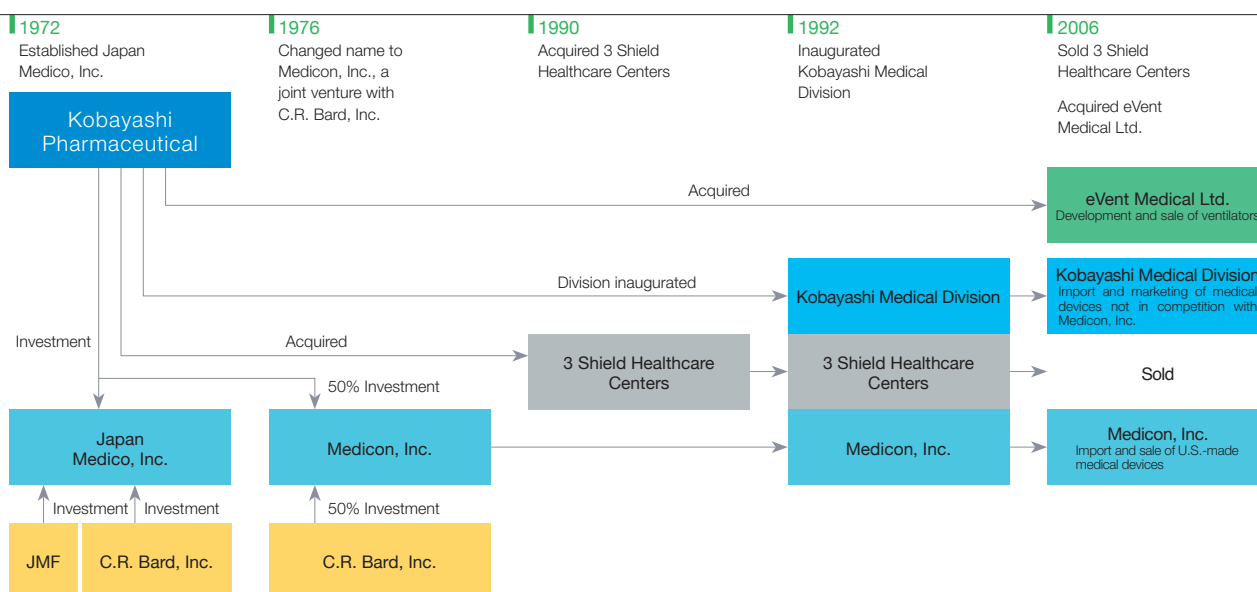 1972
Established Japan
Medico, Inc.
1976
Changed name to
Medicon, Inc., a
joint venture with
C.R. Bard, Inc.
1990
Acquired 3 Shield
Healthcare Centers
1992
Inaugurated
Kobayashi Medical
Division
2006
Sold 3 Shield
Healthcare Centers
Acquired eVent
Medical Ltd.
Kobayashi
Pharmaceutical
Acquired
eVent Medical Ltd.
Development and sale of ventilators
Division inaugurated
Kobayashi Medical Division
Kobayashi Medical Division
Import and marketing of medical
devices not in competition with
Medicon, Inc.
Investment
Acquired
3 Shield Healthcare
Centers
3 Shield Healthcare
Centers
Sold
50% Investment
Japan
Medico, Inc.
Medicon, Inc.
Medicon, Inc.
Medicon, Inc.
Import and sale of U.S.-made
medical devices
Investment
Investment
50% Investment
JMF
C.R. Bard, Inc.
C.R. Bard, Inc.